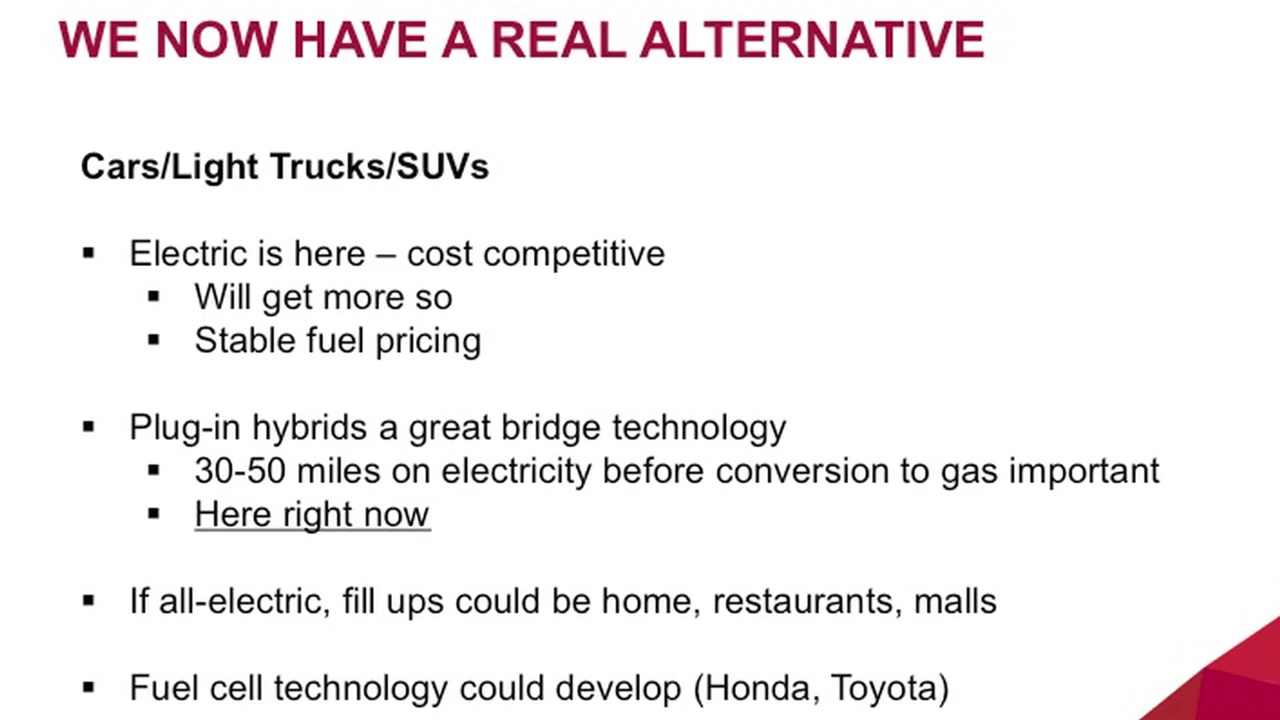 WE NOW HAVE A REAL ALTERNATIVE
Cars/Light Trucks/SUVs
▪ Electric is here – cost competitive
▪ Will get more so
▪ Stable fuel pricing
▪ Plug-in hybrids a great bridge technology
▪ 30-50 miles on electricity before conversion to gas important
▪ Here right now
▪ If all-electric, fill ups could be home, restaurants, malls
▪ Fuel cell technology could develop (Honda, Toyota)